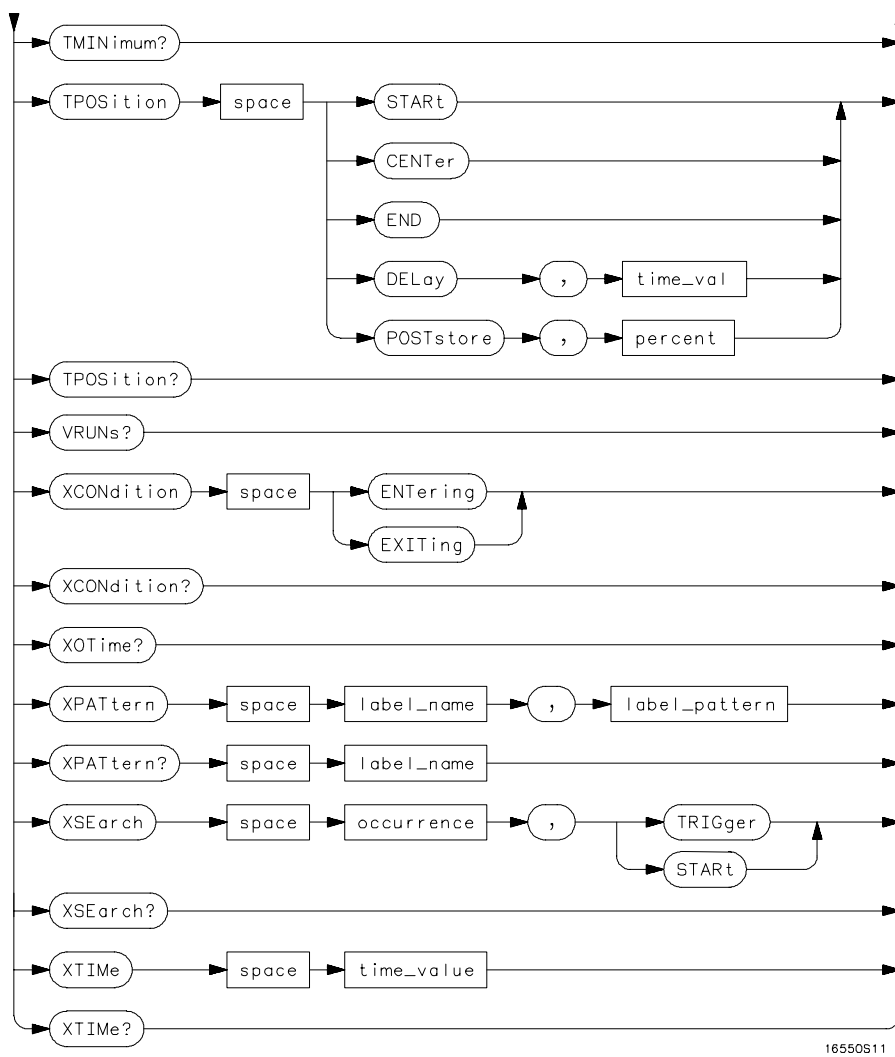 TMINimum?
TPOSition space STARt
CENTer
END
DELay , time_val
POSTstore , percent
TPOSition?
VRUNs?
XCONdition space ENTering
EXITing
XCONdition?
XOTime?
XPATtern space label_name , label_pattern
XPATtern? space label_name
XSEarch space occurrence , TRIGger
STARt
XSEarch?
XTIMe space time_value
XTIMe?
16550S11